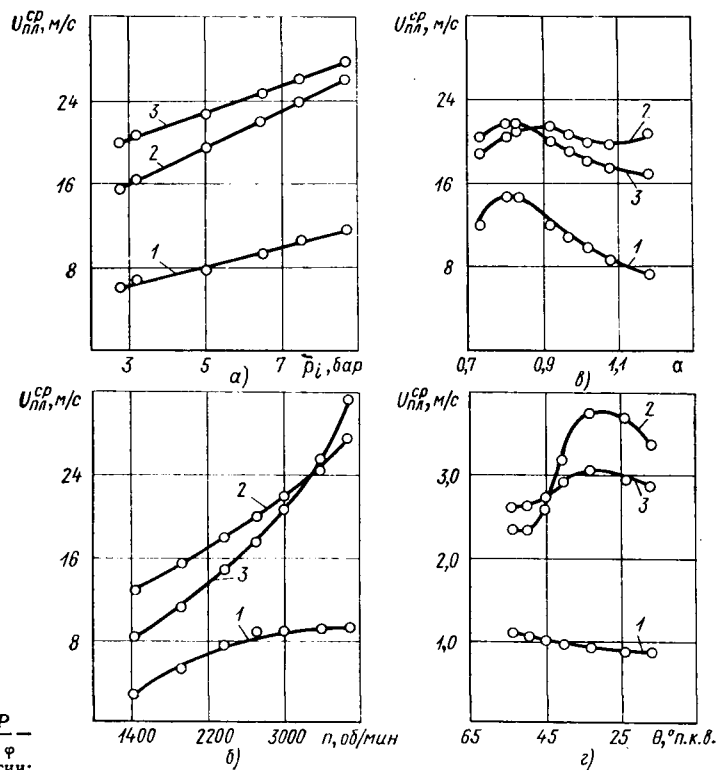 U_пл^ср, м/с
24
16
8
3
2
1
3
5
7
p̄_i, бар
а)
U_пл^ср, м/с
24
16
8
2
3
1
0,7
0,9
1,1
α
в)
U_пл^ср, м/с
24
16
8
2
3
1
1400
2200
3000
n, об/мин
б)
U_пл^ср, м/с
3,0
2,0
1,0
2
3
1
65
45
25
θ,° п.к.в.
г)
P
—
φ